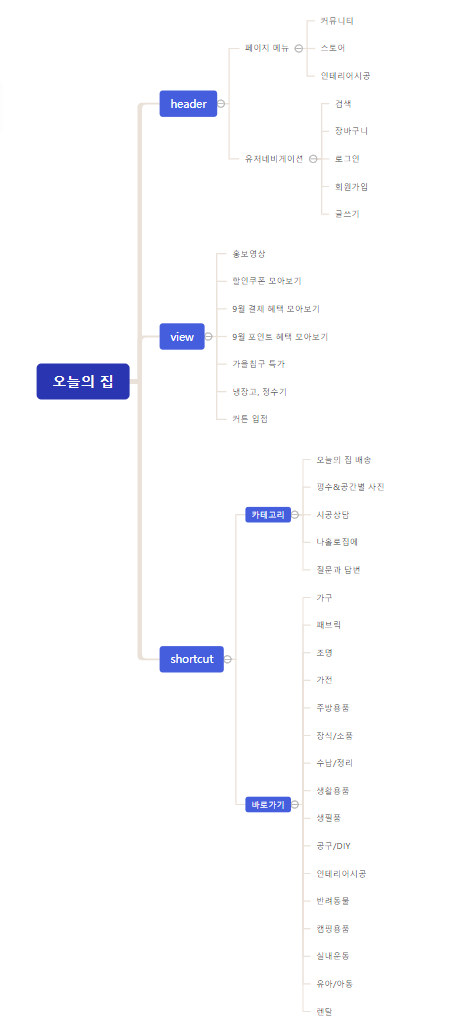 오늘의 집
header
페이지 메뉴
커뮤니티
스토어
인테리어시공
유저네비게이션
검색
장바구니
로그인
회원가입
글쓰기
view
홍보영상
할인쿠폰 모아보기
9월 결제 혜택 모아보기
9월 포인트 혜택 모아보기
가을침구 특가
냉장고, 정수기
커튼 입점
shortcut
카테고리
오늘의 집 배송
평수&공간별 사진
시공상담
나홀로집에
질문과 답변
바로가기
가구
패브릭
조명
가전
주방용품
장식/소품
수납/정리
생활용품
생필품
공구/DIY
인테리어시공
반려동물
캠핑용품
실내운동
유아/아동
렌탈